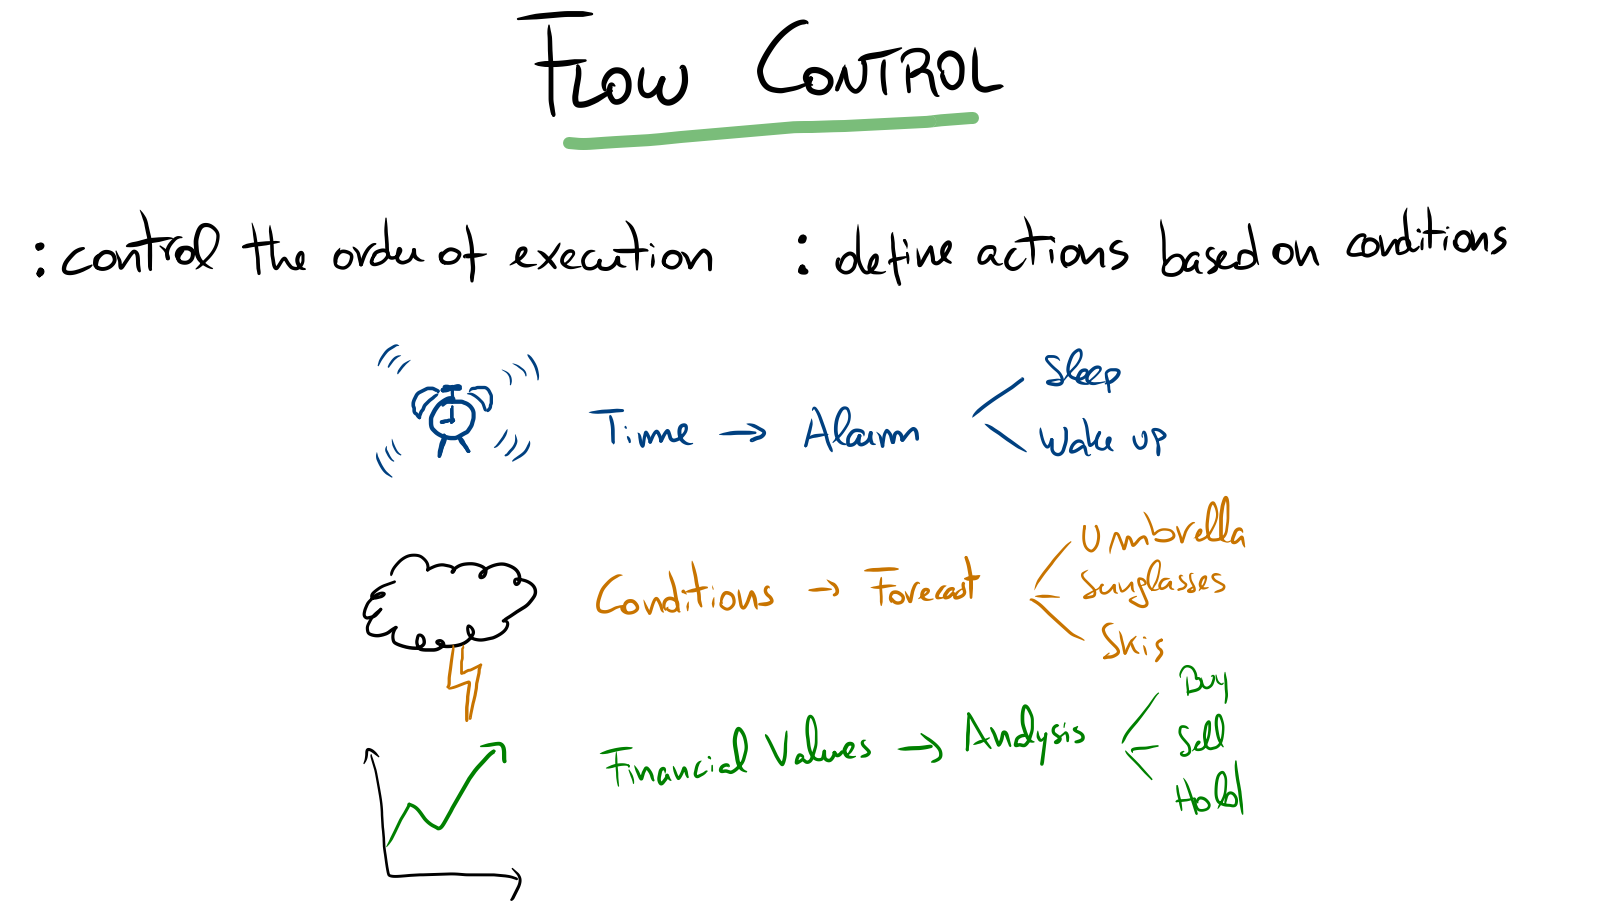 FLOW CONTROL
: control the order of execution : define actions based on conditions
Time → Alarm
Sleep
Wake up
Conditions → Forecast
Umbrella
Sunglasses
Skis
Financial Values → Analysis
Buy
Sell
Hold